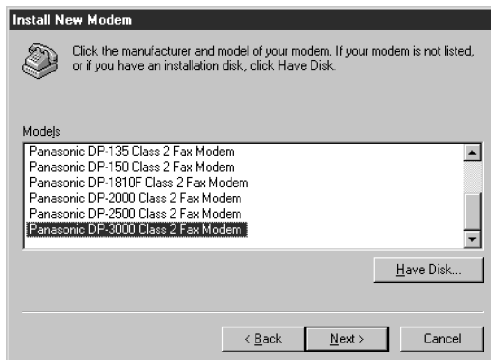 Install New Modem
Click the manufacturer and model of your modem. If your modem is not listed,
or if you have an installation disk, click Have Disk.
Models
Panasonic DP-135 Class 2 Fax Modem
Panasonic DP-150 Class 2 Fax Modem
Panasonic DP-1810F Class 2 Fax Modem
Panasonic DP-2000 Class 2 Fax Modem
Panasonic DP-2500 Class 2 Fax Modem
Panasonic DP-3000 Class 2 Fax Modem
Have Disk...
< Back
Next >
Cancel